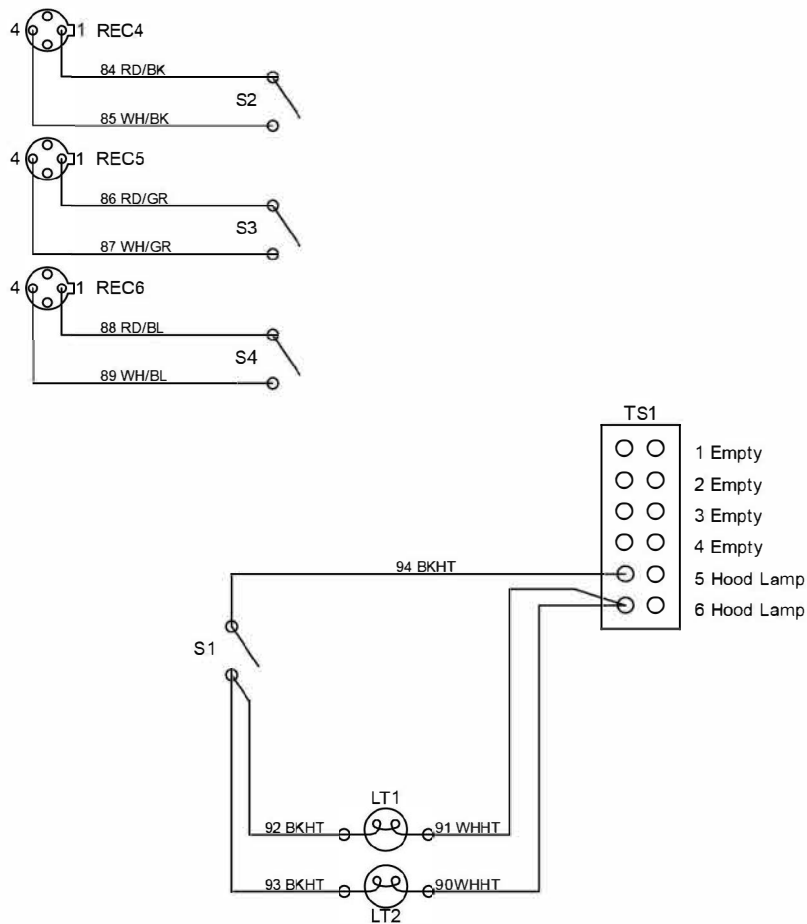 4 1 REC4
84 RD/BK
S2
85 WH/BK
4 1 REC5
86 RD/GR
S3
87 WH/GR
4 1 REC6
88 RD/BL
S4
89 WH/BL
TS1
1 Empty
2 Empty
3 Empty
4 Empty
94 BKHT
5 Hood Lamp
6 Hood Lamp
S1
LT1
92 BKHT 91 WHHT
93 BKHT 90WHHT
LT2